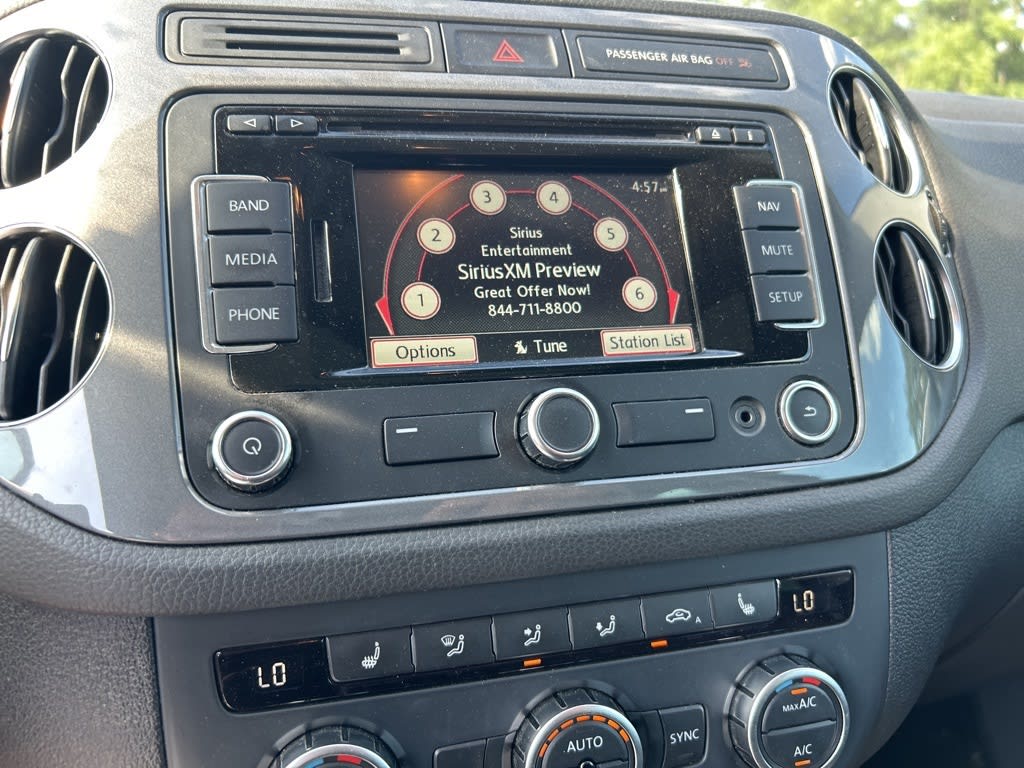 PASSENGER AIR BAG OFF
BAND
MEDIA
PHONE
4:57
1
2
3
4
5
6
Sirius
Entertainment
SiriusXM Preview
Great Offer Now!
844-711-8800
Options
Tune
Station List
NAV
MUTE
SETUP
LO
A
LO
AUTO
SYNC
MAX A/C
A/C